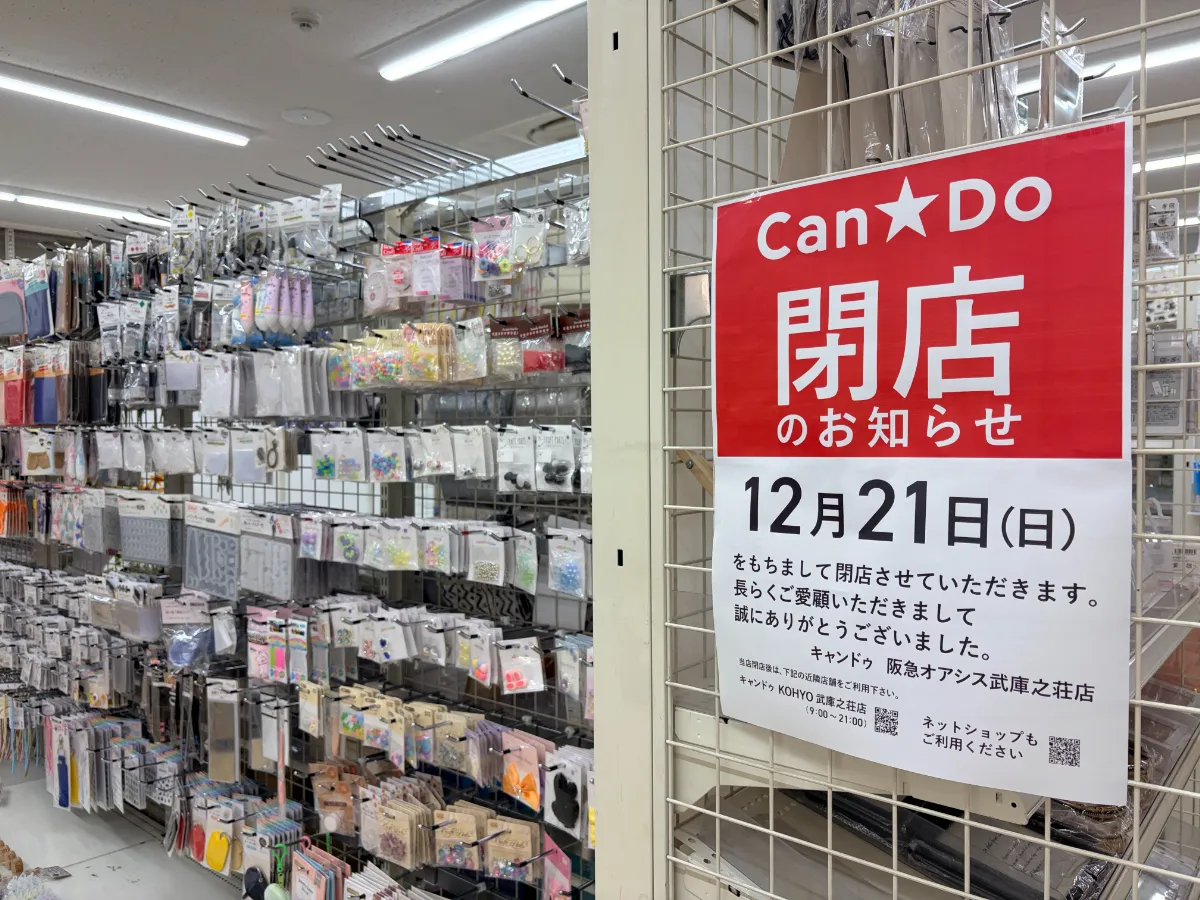 Can★Do
閉店
のお知らせ
12月21日(日)
をもちまして閉店させていただきます。
長らくご愛顧いただきまして
誠にありがとうございました。
キャンドゥ 阪急オアシス武庫之荘店
当店閉店後は、下記の近隣店舗をご利用下さい。
キャンドゥ KOHYO 武庫之荘店
(9:00～21:00)
ネットショップも
ご利用ください